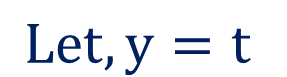 Let, y = t